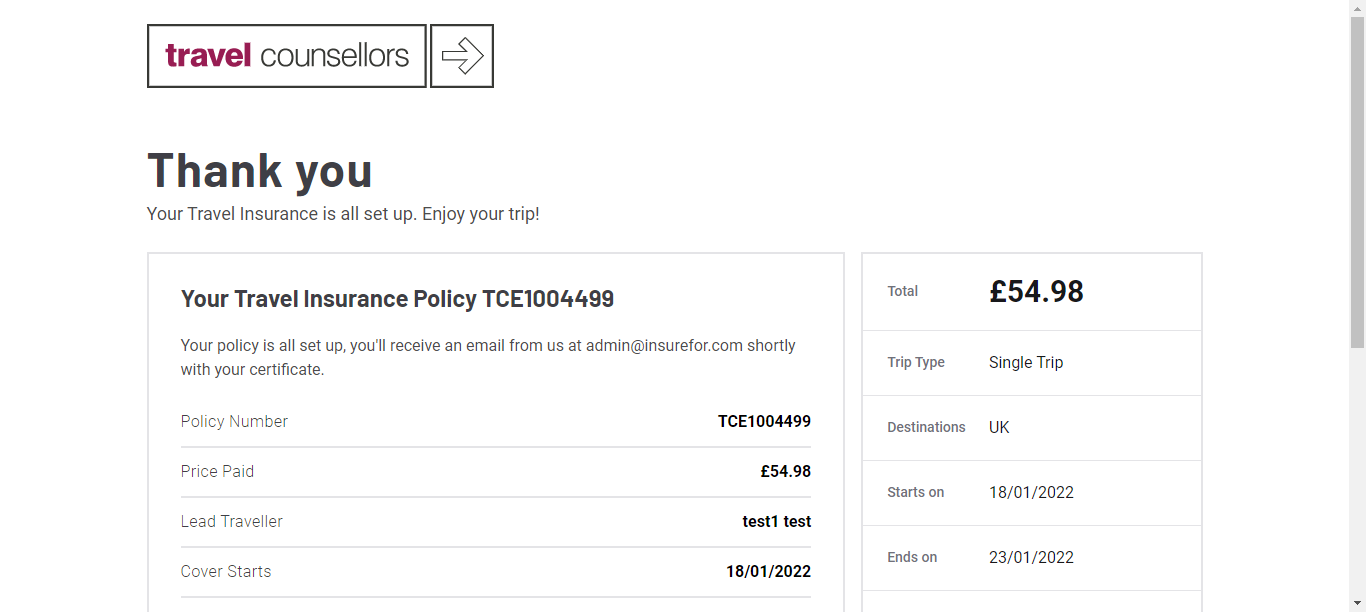 travel counsellors
Thank you
Your Travel Insurance is all set up. Enjoy your trip!
Your Travel Insurance Policy TCE1004499
Your policy is all set up, you'll receive an email from us at admin@insurefor.com shortly
with your certificate.
Policy Number TCE1004499
Price Paid £54.98
Lead Traveller test1 test
Cover Starts 18/01/2022
Total £54.98
Trip Type Single Trip
Destinations UK
Starts on 18/01/2022
Ends on 23/01/2022